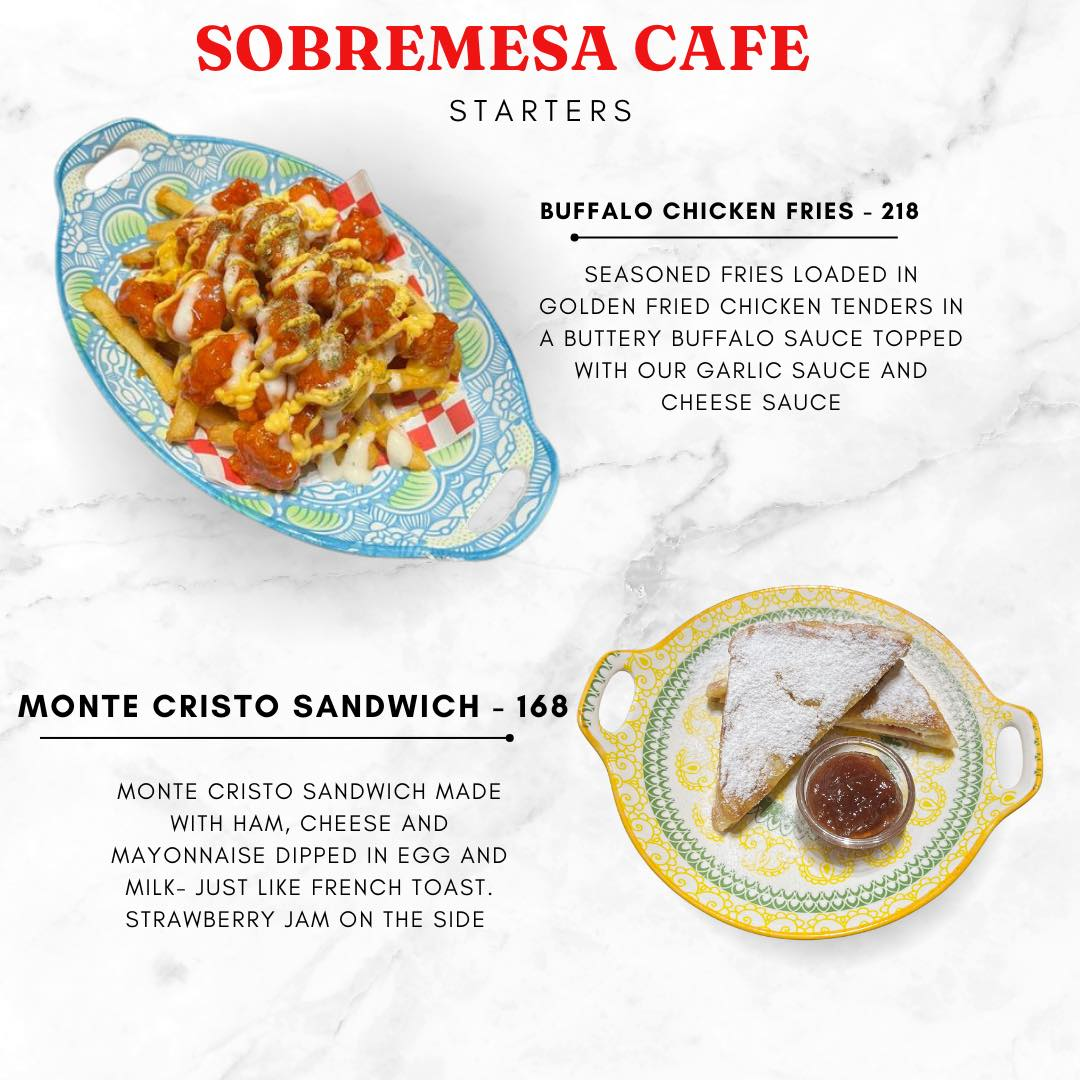 SOBREMESA CAFE
STARTERS
BUFFALO CHICKEN FRIES - 218
SEASONED FRIES LOADED IN
GOLDEN FRIED CHICKEN TENDERS IN
A BUTTERY BUFFALO SAUCE TOPPED
WITH OUR GARLIC SAUCE AND
CHEESE SAUCE
MONTE CRISTO SANDWICH - 168
MONTE CRISTO SANDWICH MADE
WITH HAM, CHEESE AND
MAYONNAISE DIPPED IN EGG AND
MILK- JUST LIKE FRENCH TOAST.
STRAWBERRY JAM ON THE SIDE